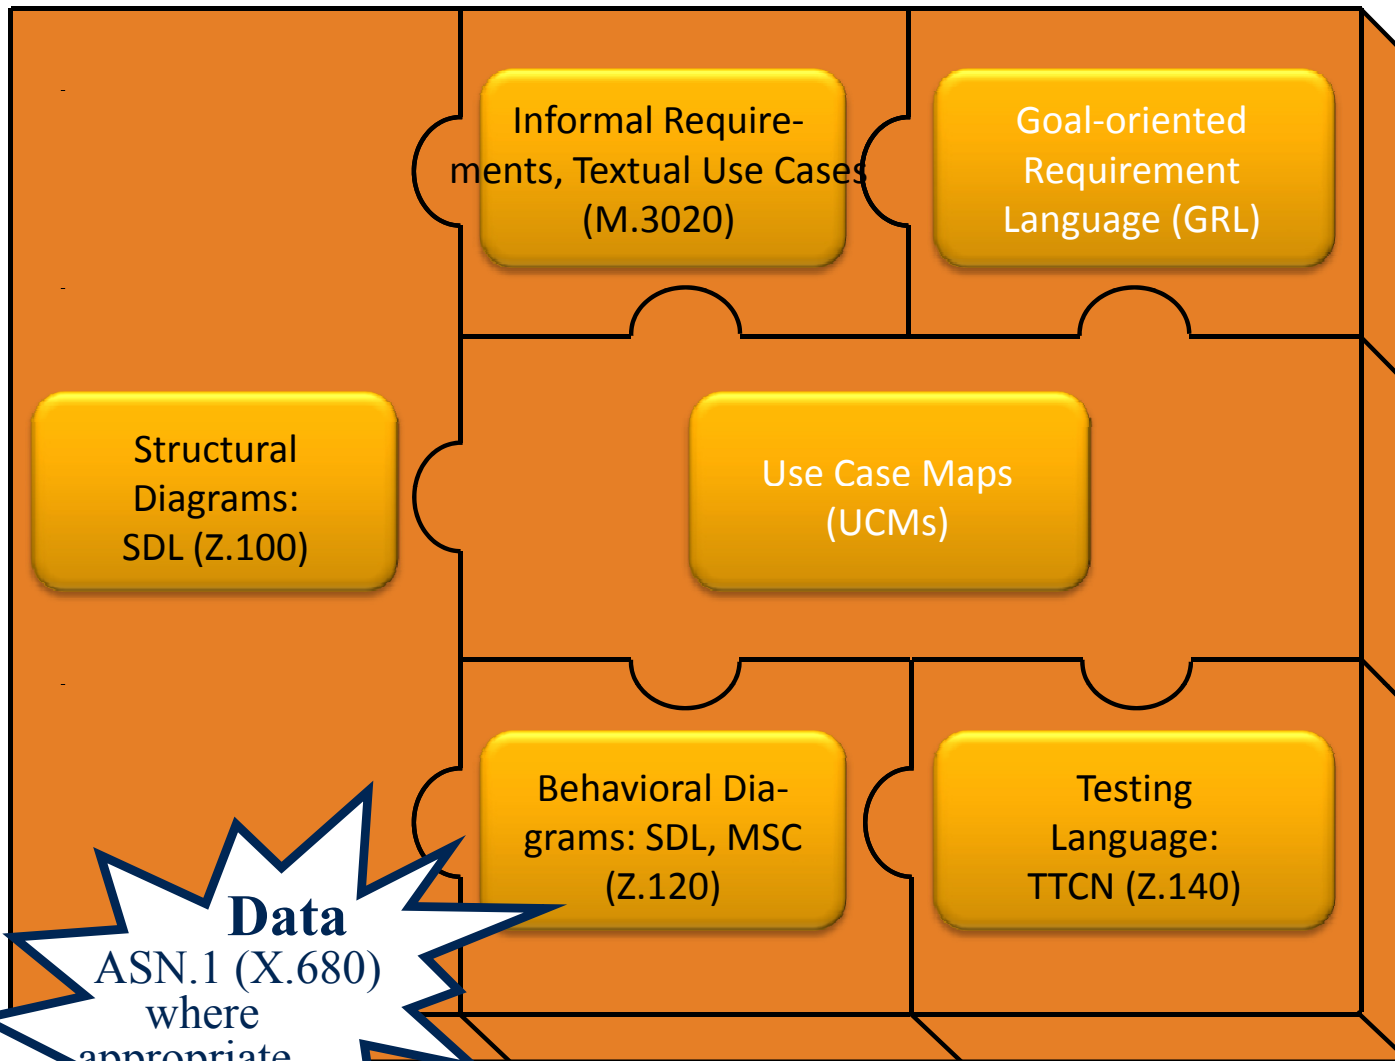 Informal Require-
ments, Textual Use Cases
(M.3020)
Goal-oriented
Requirement
Language (GRL)
Structural
Diagrams:
SDL (Z.100)
Use Case Maps
(UCMs)
Behavioral Dia-
grams: SDL, MSC
(Z.120)
Testing
Language:
TTCN (Z.140)
Data
ASN.1 (X.680)
where
appropriate